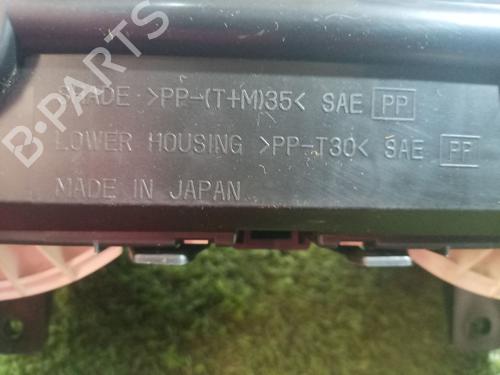 B-PARTS
SHADE >PP-(T+M)35< SAE PP
LOWER HOUSING >PP-T30< SAE PP
MADE IN JAPAN